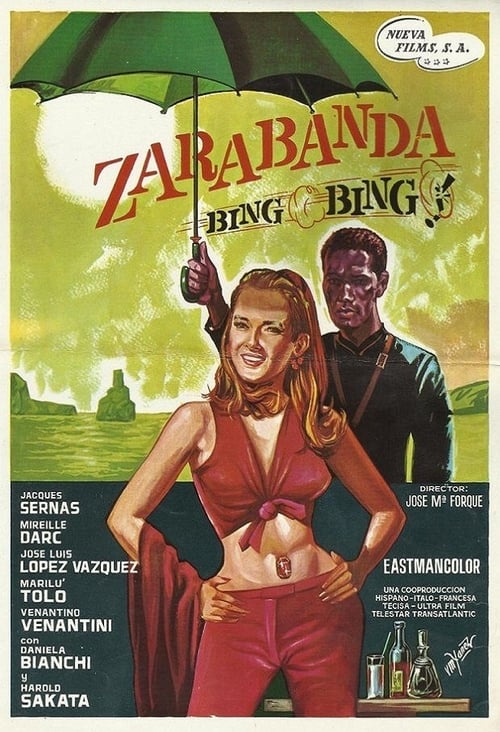 NUEVA
FILMS, S. A.
ZARABANDA
BING BING!
JACQUES
SERNAS
MIREILLE
DARC
JOSE LUIS
LOPEZ VAZQUEZ
MARILU'
TOLO
VENANTINO
VENANTINI
con
DANIELA
BIANCHI
y
HAROLD
SAKATA
DIRECTOR:
JOSE Mª FORQUE
EASTMANCOLOR
UNA COOPRODUCCION
HISPANO-ITALO-FRANCESA
TECISA - ULTRA FILM
TELESTAR TRANSATLANTIC